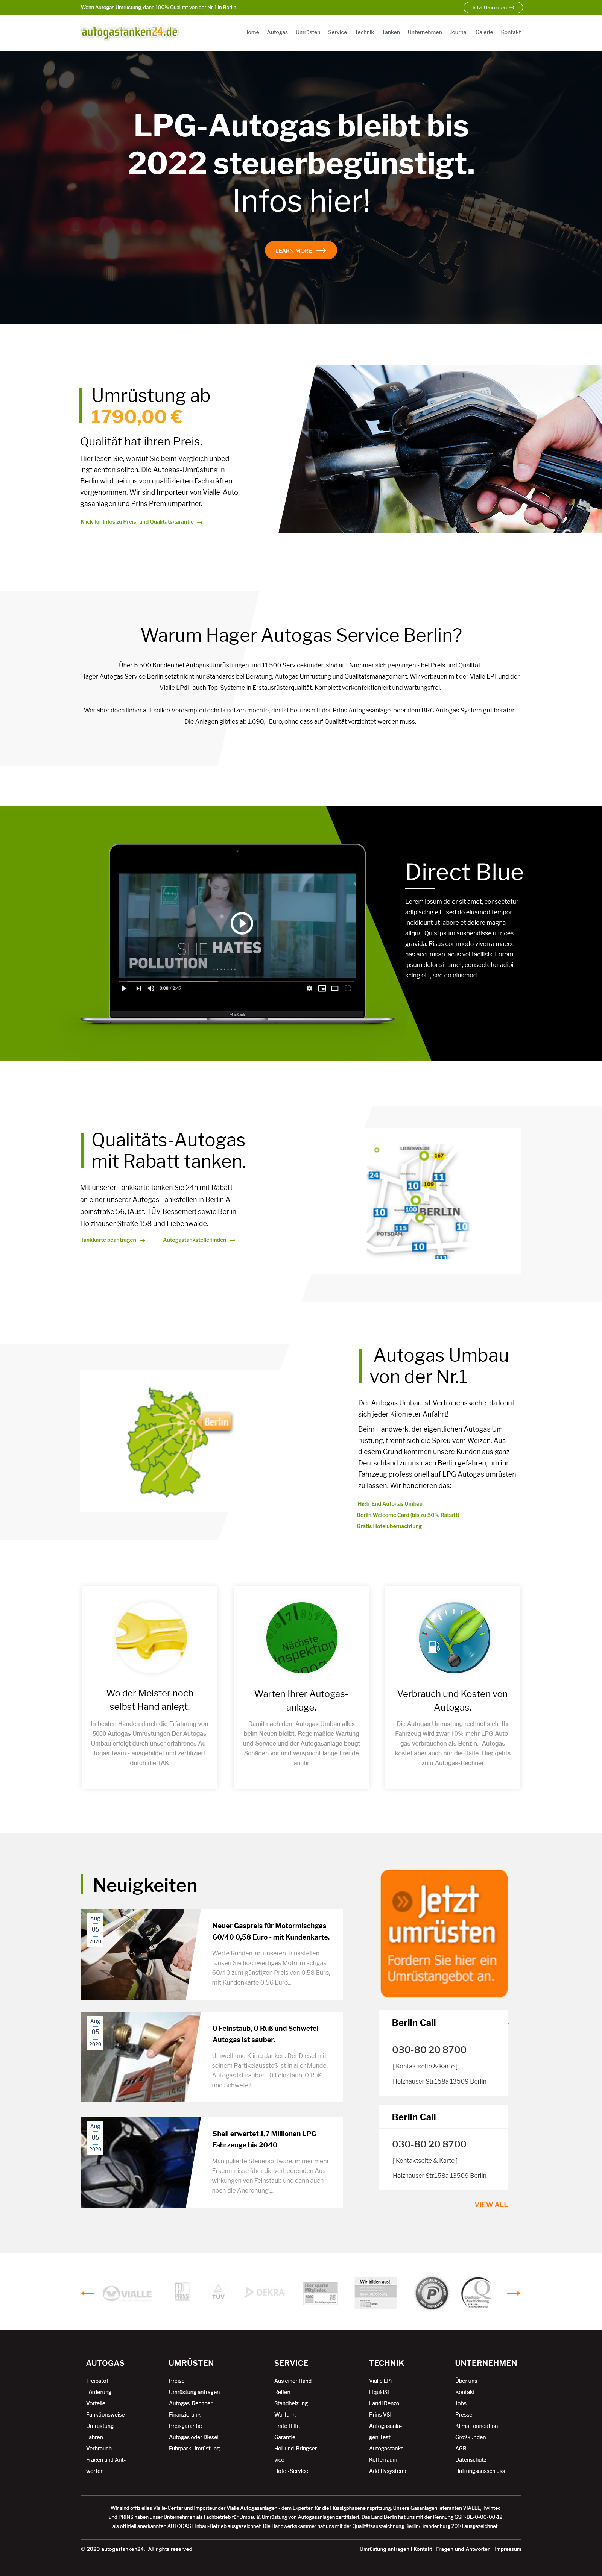 Wenn Autogas Umrüstung, dann 100% Qualität von der Nr. 1 in Berlin
Jetzt Umrusten
autogastanken24.de
Home Autogas Umrüsten Service Technik Tanken Unternehmen Journal Galerie Kontakt
LPG-Autogas bleibt bis
2022 steuerbegünstigt.
Infos hier!
LEARN MORE
Umrüstung ab
1790,00 €
Qualität hat ihren Preis.
Hier lesen Sie, worauf Sie beim Vergleich unbed-
ingt achten sollten. Die Autogas-Umrüstung in
Berlin wird bei uns von qualifizierten Fachkräften
vorgenommen. Wir sind Importeur von Vialle-Auto-
gasanlagen und Prins Premiumpartner.
Klick für Infos zu Preis- und Qualitätsgarantie
Warum Hager Autogas Service Berlin?
Über 5.500 Kunden bei Autogas Umrüstungen und 11.500 Servicekunden sind auf Nummer sich gegangen - bei Preis und Qualität.
Hager Autogas Service Berlin setzt nicht nur Standards bei Beratung, Autogas Umrüstung und Qualitätsmanagement. Wir verbauen mit der Vialle LPi und der
Vialle LPdi auch Top-Systeme in Erstausrüsterqualität. Komplett vorkonfektioniert und wartungsfrei.
Wer aber doch lieber auf solide Verdampfertechnik setzen möchte, der ist bei uns mit der Prins Autogasanlage oder dem BRC Autogas System gut beraten.
Die Anlagen gibt es ab 1.690,- Euro, ohne dass auf Qualität verzichtet werden muss.
SHE HATES
POLLUTION
0:08 / 2:47
Direct Blue
Lorem ipsum dolor sit amet, consectetur
adipiscing elit, sed do eiusmod tempor
incididunt ut labore et dolore magna
aliqua. Quis ipsum suspendisse ultrices
gravida. Risus commodo viverra maece-
nas accumsan lacus vel facilisis. Lorem
ipsum dolor sit amet, consectetur adipi-
scing elit, sed do eiusmod
Qualitäts-Autogas
mit Rabatt tanken.
Mit unserer Tankkarte tanken Sie 24h mit Rabatt
an einer unserer Autogas Tankstellen in Berlin Al-
boinstraße 56, (Ausf. TÜV Bessemer) sowie Berlin
Holzhauser Straße 158 und Liebenwalde.
Tankkarte beantragen Autogastankstelle finden
LIEBENWALDE
167
24
11
10
109
100
BERLIN
10
115
10
POTSDAM
10
Autogas Umbau
von der Nr.1
Berlin
Der Autogas Umbau ist Vertrauenssache, da lohnt
sich jeder Kilometer Anfahrt!
Beim Handwerk, der eigentlichen Autogas Um-
rüstung, trennt sich die Spreu vom Weizen. Aus
diesem Grund kommen unsere Kunden aus ganz
Deutschland zu uns nach Berlin gefahren, um ihr
Fahrzeug professionell auf LPG Autogas umrüsten
zu lassen. Wir honorieren das:
High-End Autogas Umbau
Berlin Welcome Card (bis zu 50% Rabatt)
Gratis Hotelübernachtung
Nächste
Inspektion
Wo der Meister noch
selbst Hand anlegt.
In besten Händen durch die Erfahrung von
5000 Autogas Umrüstungen Der Autogas
Umbau erfolgt durch unser erfahrenes Au-
togas Team - ausgebildet und zertifiziert
durch die TAK
Warten Ihrer Autogas-
anlage.
Damit nach dem Autogas Umbau alles
beim Neuen bleibt. Regelmäßige Wartung
und Service und der Autogasanlage beugt
Schäden vor und verspricht lange Freude
an ihr
Verbrauch und Kosten von
Autogas.
Die Autogas Umrüstung rechnet sich. Ihr
Fahrzeug wird zwar 10% mehr LPG Auto-
gas verbrauchen als Benzin. Autogas
kostet aber auch nur die Hälfe. Hier gehts
zum Autogas-Rechner
Neuigkeiten
Aug
05
2020
Neuer Gaspreis für Motormischgas
60/40 0,58 Euro - mit Kundenkarte.
Werte Kunden, an unseren Tankstellen
tanken Sie hochwertiges Motormischgas
60/40 zum günstigen Preis von 0.58 Euro,
mit Kundenkarte 0,56 Euro...
Aug
05
2020
0 Feinstaub, 0 Ruß und Schwefel -
Autogas ist sauber.
Umwelt und Klima danken. Der Diesel mit
seinem Partikelausstoß ist in aller Munde.
Autogas ist sauber - 0 Feinstaub, 0 Ruß
und Schwefell...
Aug
05
2020
Shell erwartet 1,7 Millionen LPG
Fahrzeuge bis 2040
Manipulierte Steuersoftware, immer mehr
Erkenntnisse über die verheerenden Aus-
wirkungen von Feinstaub und dann auch
noch die Androhung....
Jetzt
umrüsten
Fordern Sie hier ein
Umrüstangebot an.
Berlin Call
030-80 20 8700
[ Kontaktseite & Karte ]
Holzhauser Str.158a 13509 Berlin
Berlin Call
030-80 20 8700
[ Kontaktseite & Karte ]
Holzhauser Str.158a 13509 Berlin
VIEW ALL
VIALLE
TÜV
DEKRA
Hier sparen
Mitglieder
Wir bilden aus!
P
AUTOGAS UMRÜSTEN SERVICE TECHNIK UNTERNEHMEN
Treibstoff Preise Aus einer Hand Vialle LPI Über uns
Förderung Umrüstung anfragen Reifen LiquidSi Kontakt
Vorteile Autogas-Rechner Standheizung Landi Renzo Jobs
Funktionsweise Finanzierung Wartung Prins VSI Presse
Umrüstung Preisgarantie Erste Hilfe Autogasanla- Klima Foundation
Fahren Autogas oder Diesel Garantie gen-Test Großkunden
Verbrauch Fuhrpark Umrüstung Hol-und-Bringser- Autogastanks AGB
Fragen und Ant- vice Kofferraum Datenschutz
worten Hotel-Service Additivsysteme Haftungsausschluss
Wir sind offizielles Vialle-Center und Importeur der Vialle Autogasanlagen - dem Experten für die Flüssigphaseneinspritzung. Unsere Gasanlagenlieferanten VIALLE, Twintec
und PRINS haben unser Unternehmen als Fachbetrieb für Umbau & Umrüstung von Autogasanlagen zertifiziert. Das Land Berlin hat uns mit der Kennung GSP-BE-0-00-00-12
als offiziell anerkannten AUTOGAS Einbau-Betrieb ausgezeichnet. Die Handwerkskammer hat uns mit der Qualitätsauszeichnung Berlin/Brandenburg 2010 ausgezeichnet.
© 2020 autogastanken24. All rights reserved. Umrüstung anfragen | Kontakt | Fragen und Antworten | Impressum